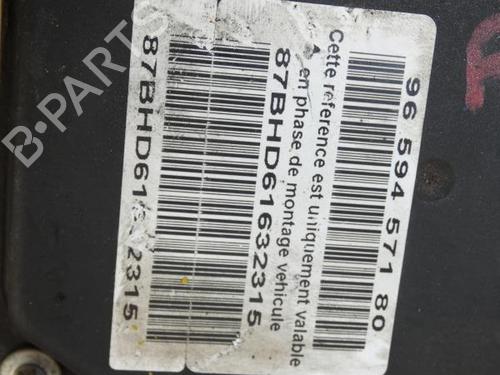 96 594 571 80
Cette reference est uniquement valable
en phase de montage vehicule
87BHD61632315
87BHD61 2315
B-PARTS